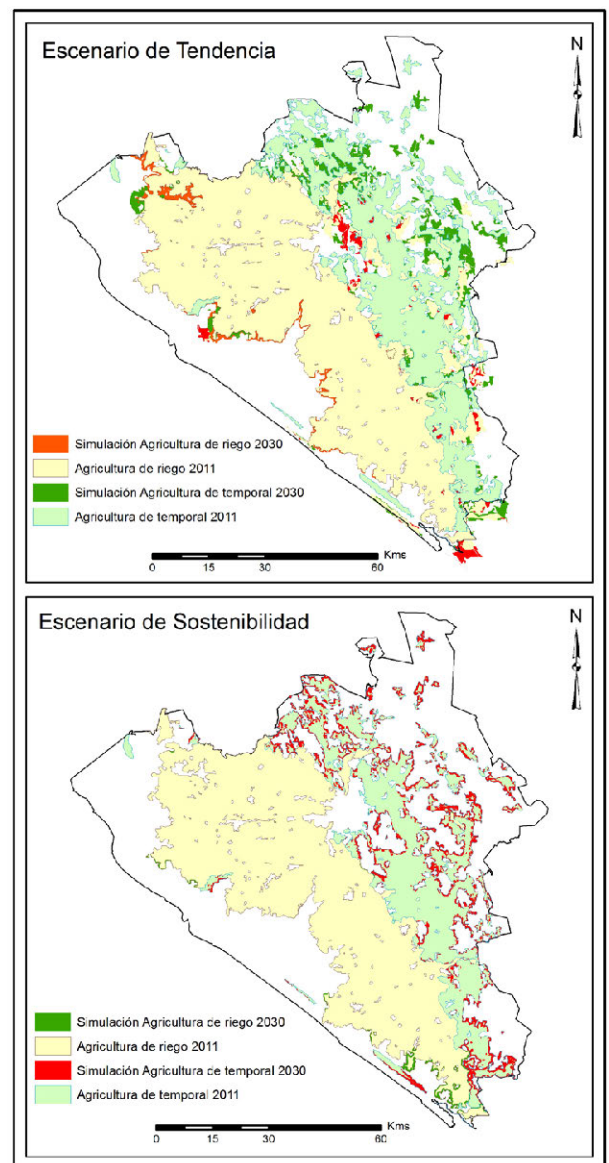 Escenario de Tendencia
N
Simulación Agricultura de riego 2030
Agricultura de riego 2011
Simulación Agricultura de temporal 2030
Agricultura de temporal 2011
Kms
0 15 30 60
Escenario de Sostenibilidad
N
Simulación Agricultura de riego 2030
Agricultura de riego 2011
Simulación Agricultura de temporal 2030
Agricultura de temporal 2011
Kms
0 15 30 60